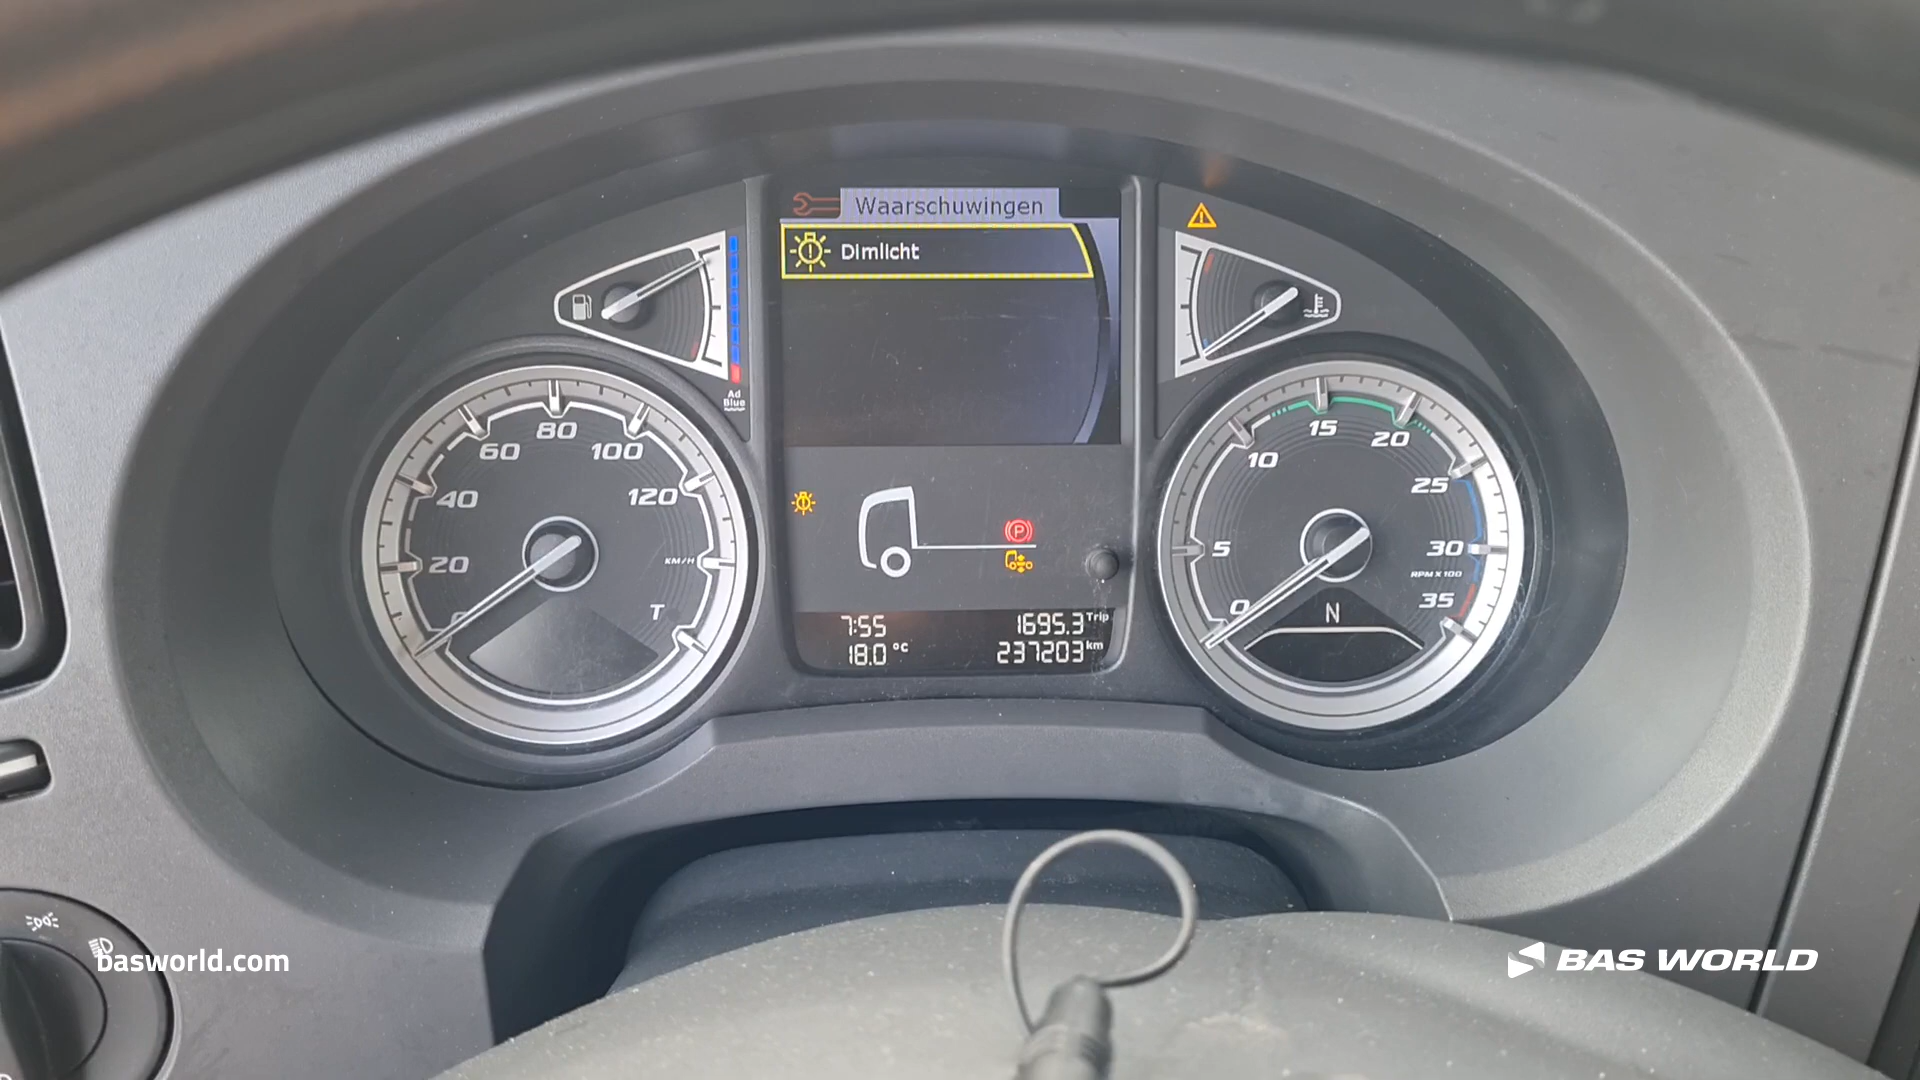 Waarschuwingen
Dimlicht
Ad
Blue
0
20
40
60
80
100
120
KM/H
T
P
7:55
1695.3 Trip
18.0 °C
237203 km
0
5
10
15
20
25
30
35
RPM X 100
N
basworld.com
BAS WORLD